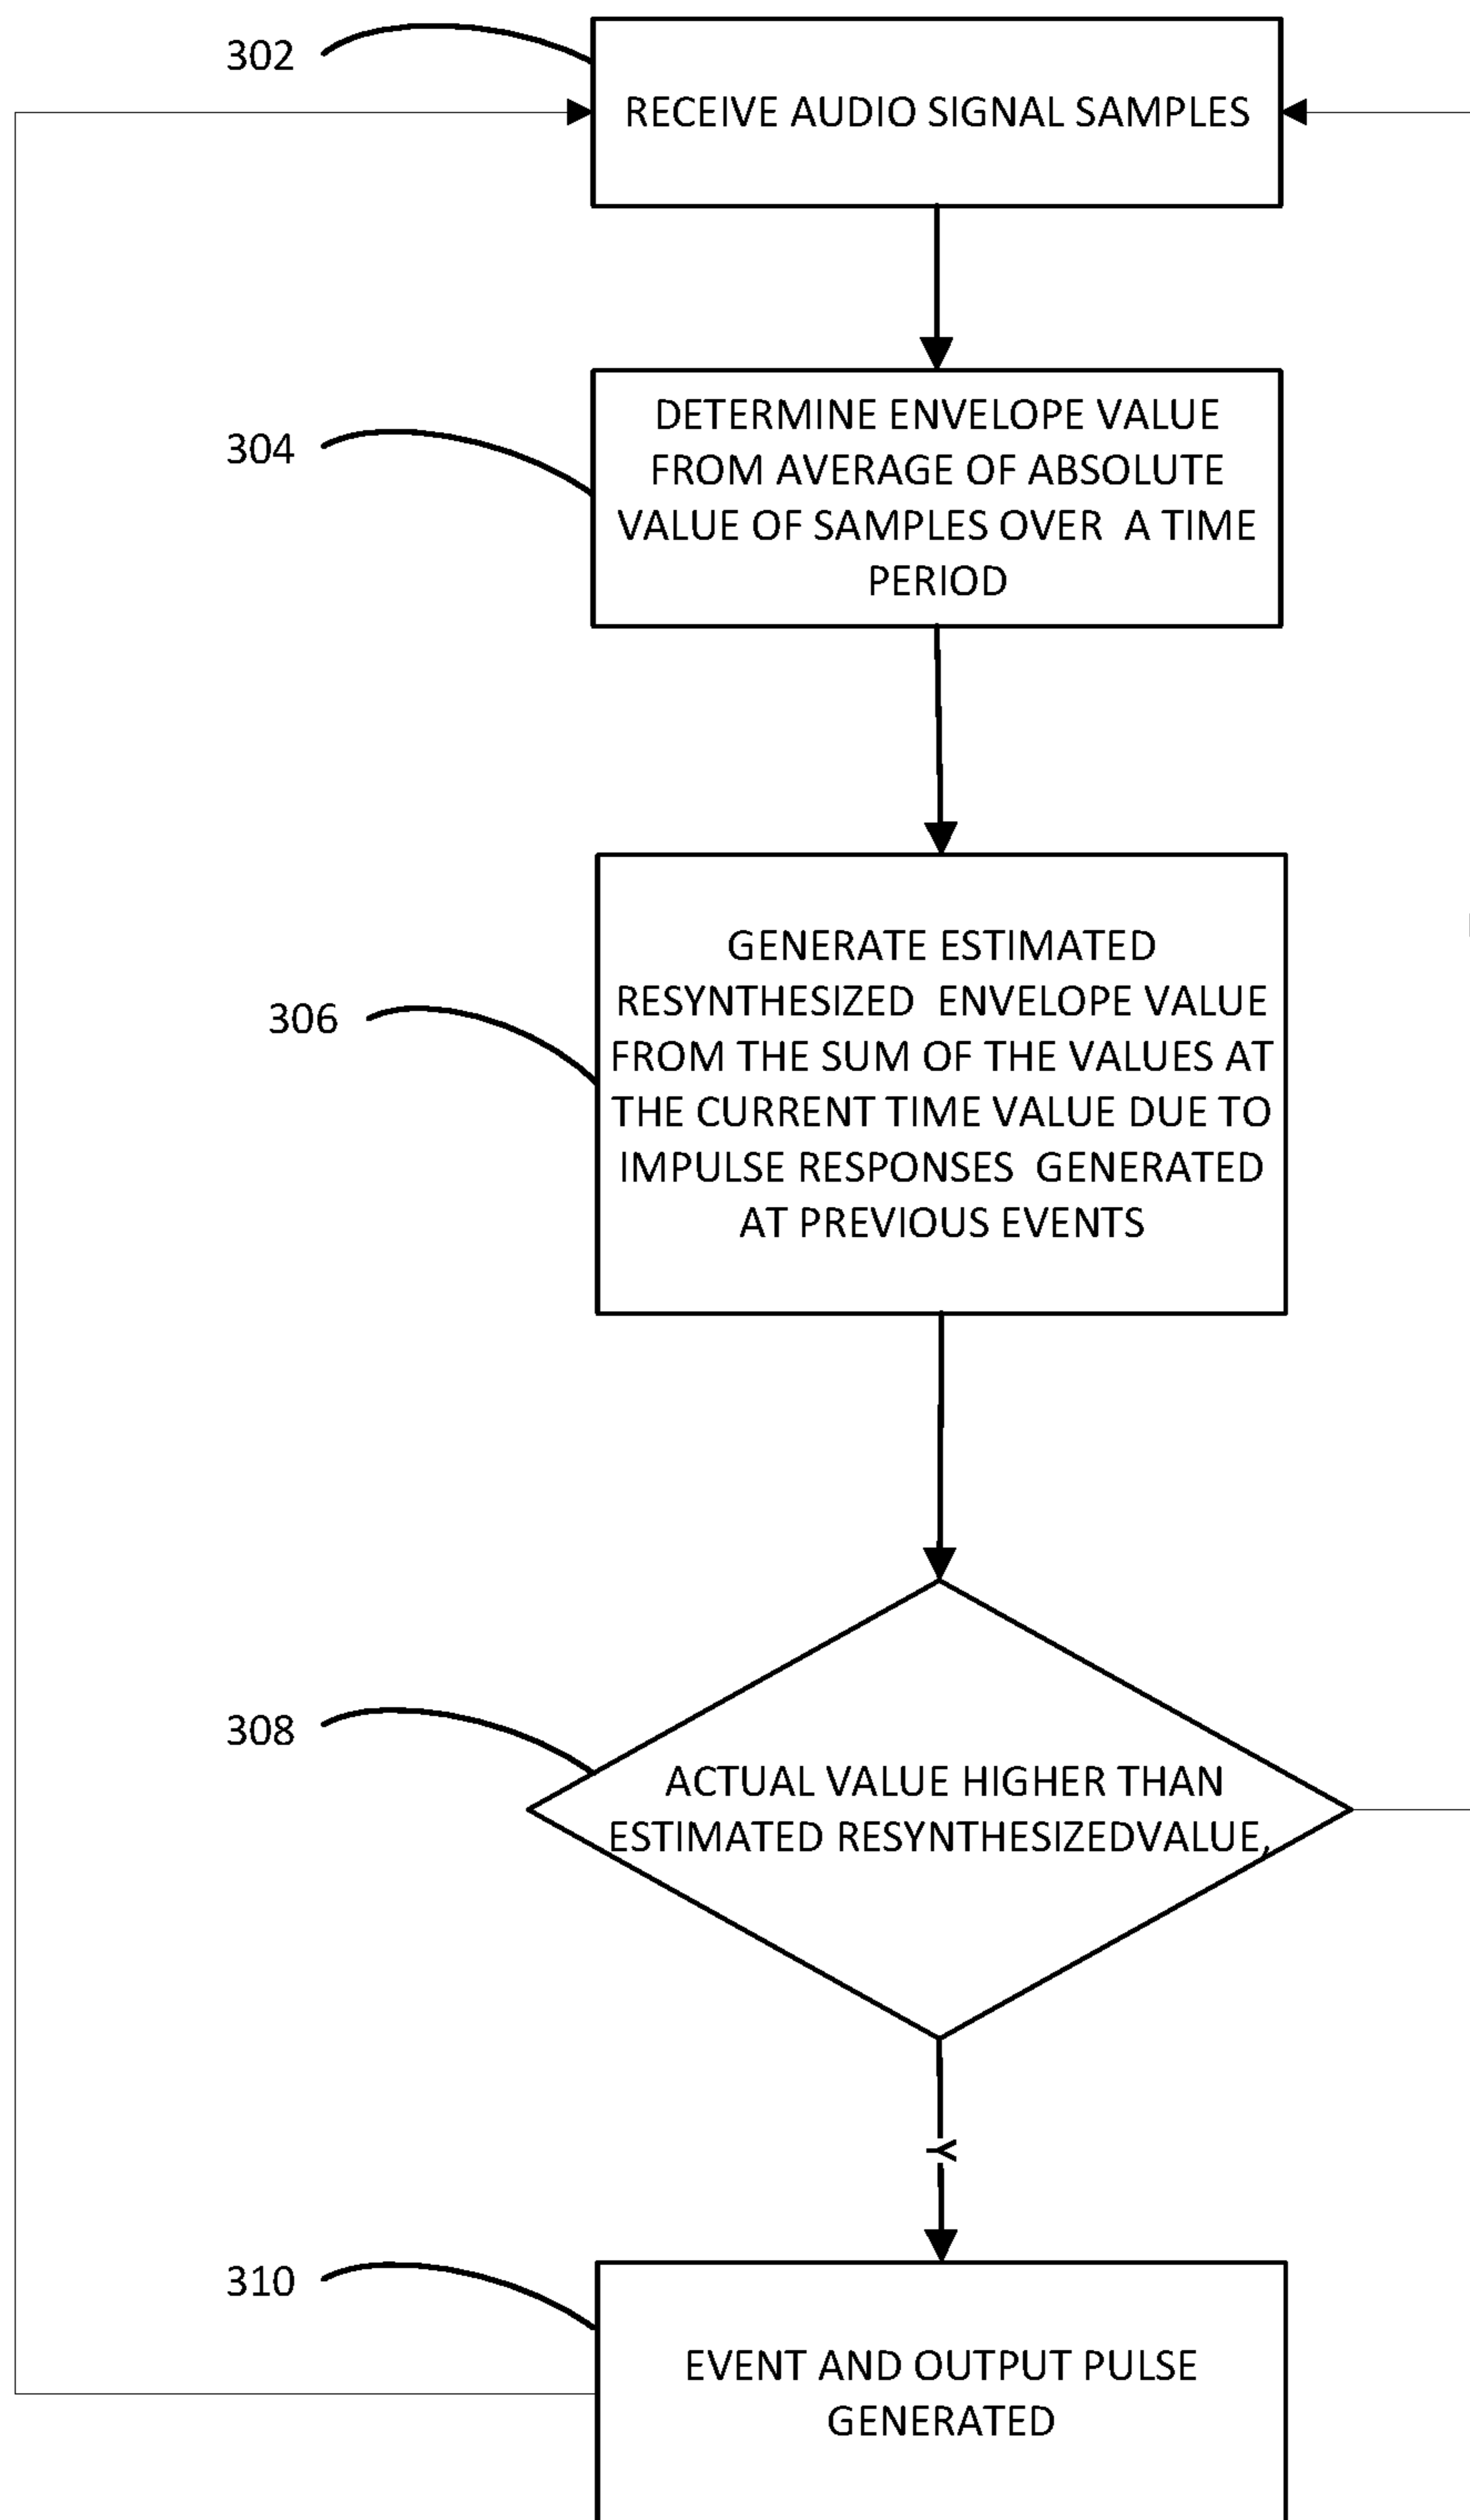 302
RECEIVE AUDIO SIGNAL SAMPLES
304
DETERMINE ENVELOPE VALUE
FROM AVERAGE OF ABSOLUTE
VALUE OF SAMPLES OVER A TIME
PERIOD
306
GENERATE ESTIMATED
RESYNTHESIZED ENVELOPE VALUE
FROM THE SUM OF THE VALUES AT
THE CURRENT TIME VALUE DUE TO
IMPULSE RESPONSES GENERATED
AT PREVIOUS EVENTS
308
ACTUAL VALUE HIGHER THAN
ESTIMATED RESYNTHESIZEDVALUE,
Y
310
EVENT AND OUTPUT PULSE
GENERATED